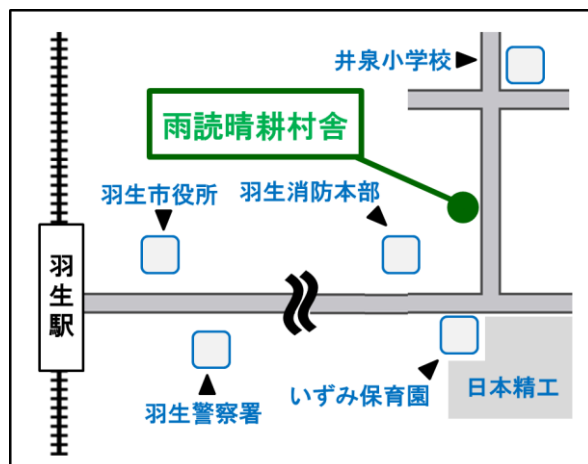 井泉小学校
雨読晴耕村舎
羽生市役所
羽生消防本部
羽生駅
いずみ保育園
日本精工
羽生警察署